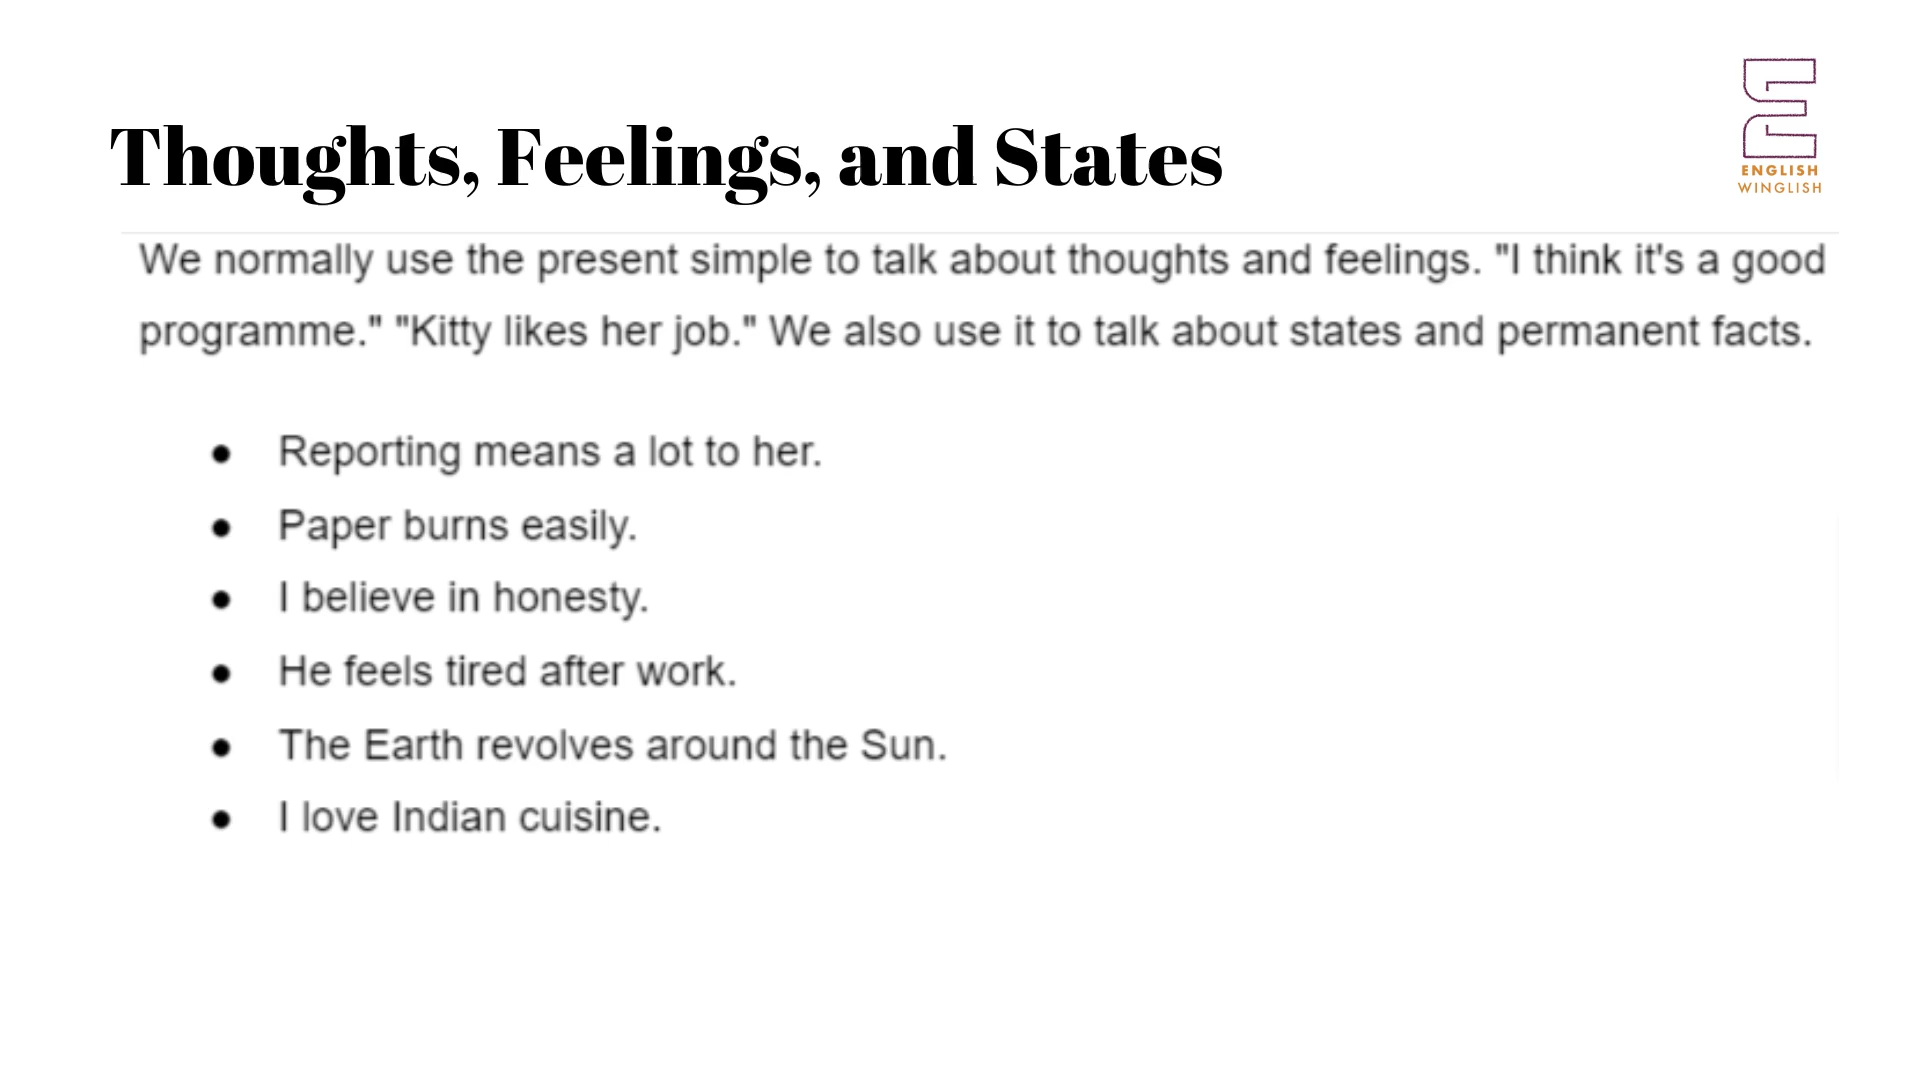 Thoughts, Feelings, and States
ENGLISH
WINGLISH
We normally use the present simple to talk about thoughts and feelings. "I think it's a good
programme." "Kitty likes her job." We also use it to talk about states and permanent facts.
● Reporting means a lot to her.
● Paper burns easily.
● I believe in honesty.
● He feels tired after work.
● The Earth revolves around the Sun.
● I love Indian cuisine.